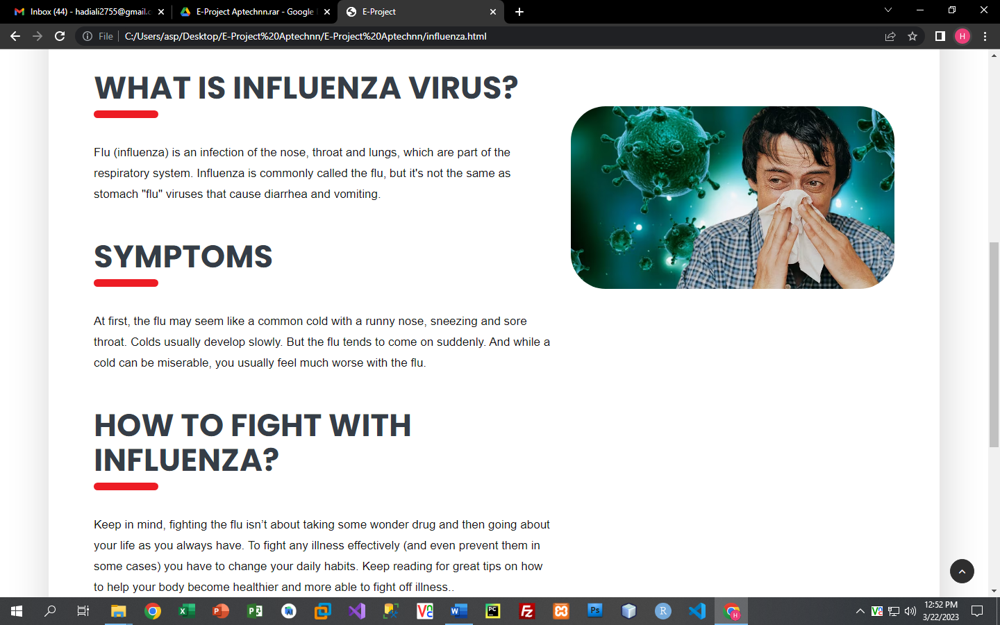 Inbox (44) - hadiali2755@gmail.c
E-Project Aptechnn.rar - Google
E-Project
File
C:/Users/asp/Desktop/E-Project%20Aptechnn/E-Project%20Aptechnn/influenza.html
H
WHAT IS INFLUENZA VIRUS?
Flu (influenza) is an infection of the nose, throat and lungs, which are part of the
respiratory system. Influenza is commonly called the flu, but it's not the same as
stomach "flu" viruses that cause diarrhea and vomiting.
SYMPTOMS
At first, the flu may seem like a common cold with a runny nose, sneezing and sore
throat. Colds usually develop slowly. But the flu tends to come on suddenly. And while a
cold can be miserable, you usually feel much worse with the flu.
HOW TO FIGHT WITH
INFLUENZA?
Keep in mind, fighting the flu isn’t about taking some wonder drug and then going about
your life as you always have. To fight any illness effectively (and even prevent them in
some cases) you have to change your daily habits. Keep reading for great tips on how
to help your body become healthier and more able to fight off illness..
12:52 PM
3/22/2023